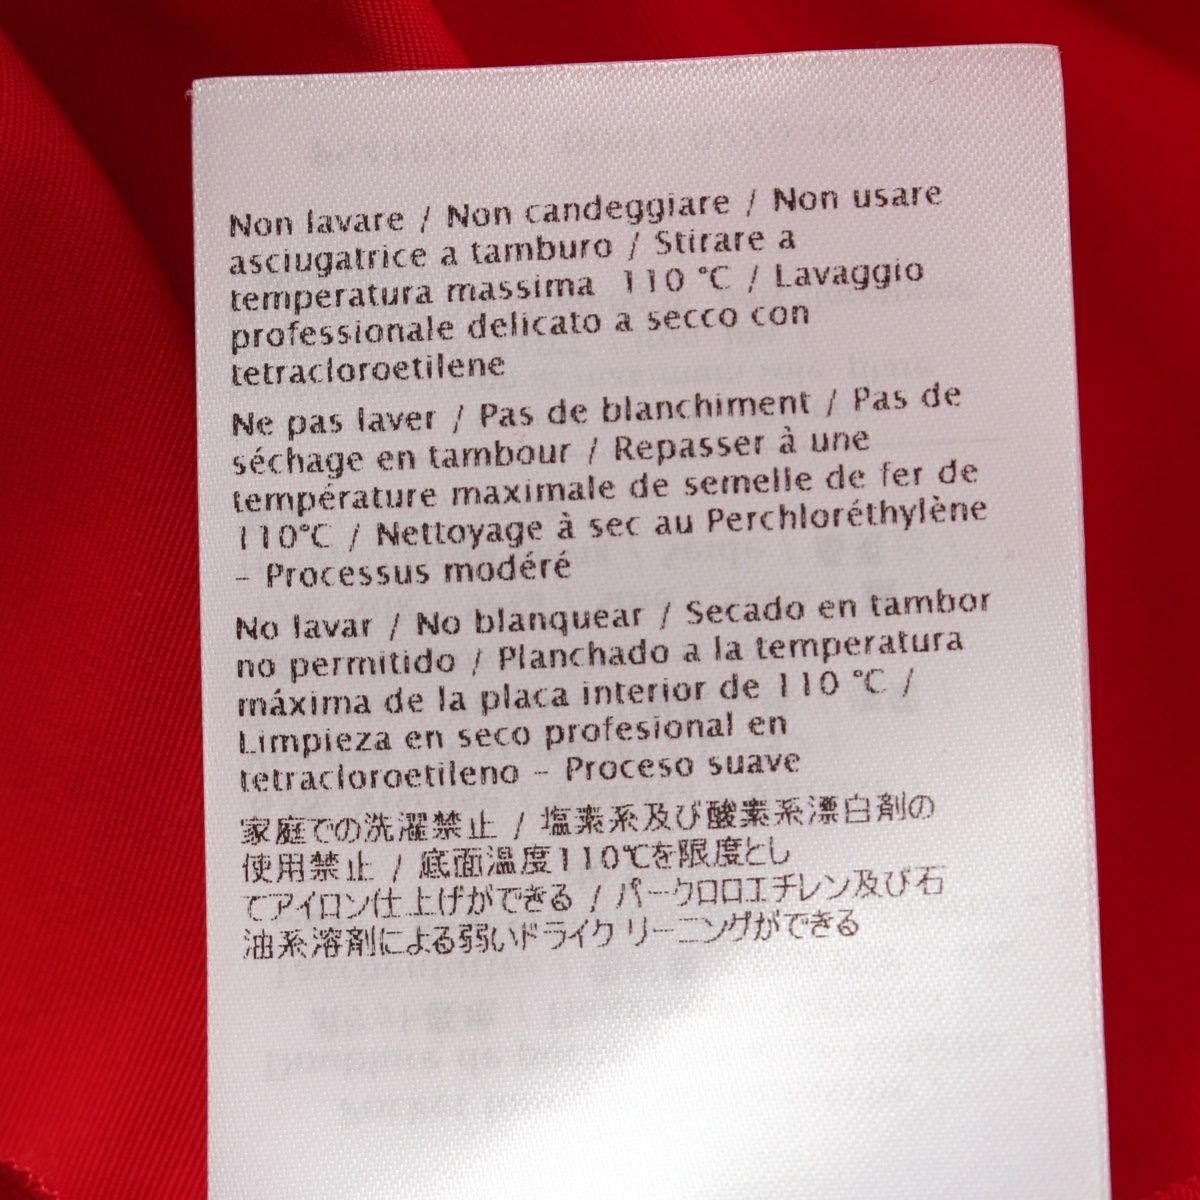 Non lavare / Non candeggiare / Non usare
asciugatrice a tamburo / Stirare a
temperatura massima 110 °C / Lavaggio
professionale delicato a secco con
tetracloroetilene
Ne pas laver / Pas de blanchiment / Pas de
séchage en tambour / Repasser à une
température maximale de semelle de fer de
110°C / Nettoyage à sec au Perchloréthylène
– Processus modéré
No lavar / No blanquear / Secado en tambor
no permitido / Planchado a la temperatura
máxima de la placa interior de 110 °C /
Limpieza en seco profesional en
tetracloroetileno – Proceso suave
家庭での洗濯禁止 / 塩素系及び酸素系漂白剤の
使用禁止 / 底面温度110℃を限度とし
てアイロン仕上げができる / パークロロエチレン及び石
油系溶剤による弱いドライクリーニングができる